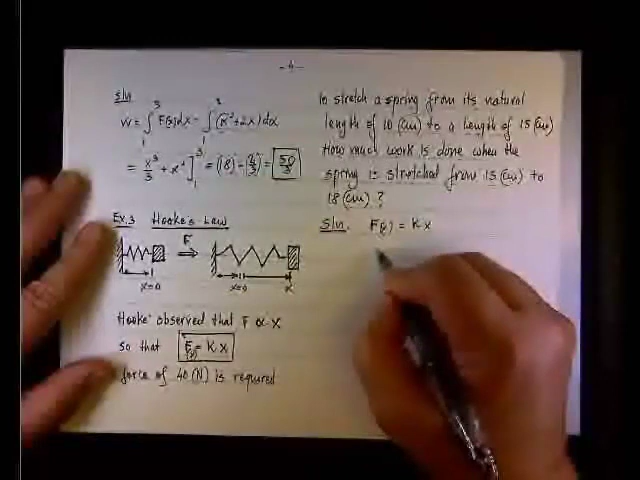 - 4 -
Sln
W = ∫₁³ F(x)dx = ∫₁³ (x²+2x)dx
= x³/3 + x² ]₁³ = (18) - (4/3) = 50/3
Ex.3 Hooke's Law
F
x=0 x=0 x
Hooke observed that F α x
so that F(x) = K x
force of 40 (N) is required
In stretch a spring from its natural
length of 10 (cm) to a length of 15 (cm)
How much work is done when the
spring is stretched from 15 (cm) to
18 (cm) ?
Sln. F(x) = K x